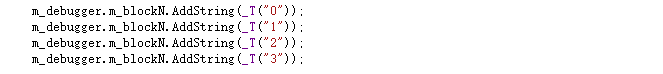 m_debugger.m_blockN.AddString(_T("0"));
m_debugger.m_blockN.AddString(_T("1"));
m_debugger.m_blockN.AddString(_T("2"));
m_debugger.m_blockN.AddString(_T("3"));